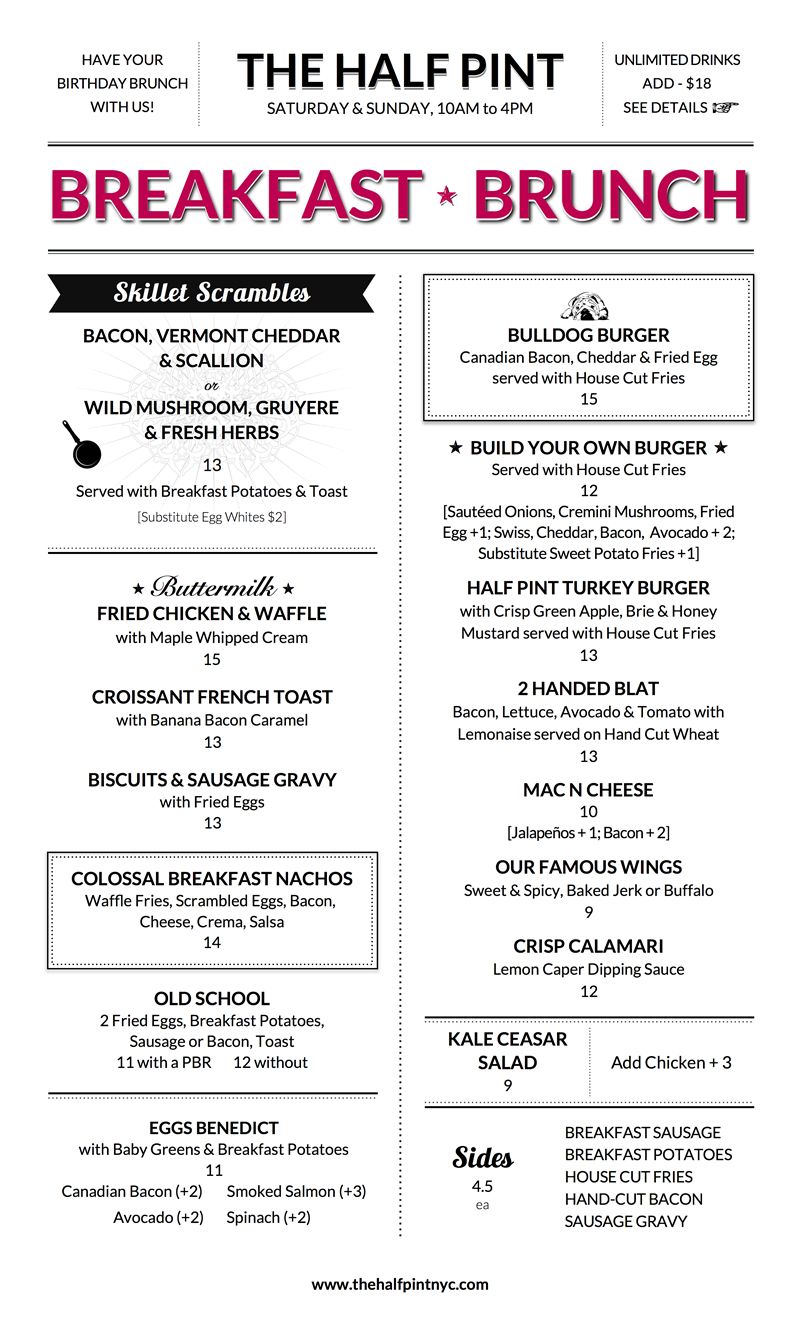 HAVE YOUR
BIRTHDAY BRUNCH
WITH US!
THE HALF PINT
SATURDAY & SUNDAY, 10AM to 4PM
UNLIMITED DRINKS
ADD - $18
SEE DETAILS
BREAKFAST ★ BRUNCH
Skillet Scrambles
BACON, VERMONT CHEDDAR
& SCALLION
or
WILD MUSHROOM, GRUYERE
& FRESH HERBS
13
Served with Breakfast Potatoes & Toast
[Substitute Egg Whites $2]
★ Buttermilk ★
FRIED CHICKEN & WAFFLE
with Maple Whipped Cream
15
CROISSANT FRENCH TOAST
with Banana Bacon Caramel
13
BISCUITS & SAUSAGE GRAVY
with Fried Eggs
13
COLOSSAL BREAKFAST NACHOS
Waffle Fries, Scrambled Eggs, Bacon,
Cheese, Crema, Salsa
14
OLD SCHOOL
2 Fried Eggs, Breakfast Potatoes,
Sausage or Bacon, Toast
11 with a PBR 12 without
EGGS BENEDICT
with Baby Greens & Breakfast Potatoes
11
Canadian Bacon (+2) Smoked Salmon (+3)
Avocado (+2) Spinach (+2)
BULLDOG BURGER
Canadian Bacon, Cheddar & Fried Egg
served with House Cut Fries
15
★ BUILD YOUR OWN BURGER ★
Served with House Cut Fries
12
[Sautéed Onions, Cremini Mushrooms, Fried
Egg +1; Swiss, Cheddar, Bacon, Avocado + 2;
Substitute Sweet Potato Fries +1]
HALF PINT TURKEY BURGER
with Crisp Green Apple, Brie & Honey
Mustard served with House Cut Fries
13
2 HANDED BLAT
Bacon, Lettuce, Avocado & Tomato with
Lemonaise served on Hand Cut Wheat
13
MAC N CHEESE
10
[Jalapeños + 1; Bacon + 2]
OUR FAMOUS WINGS
Sweet & Spicy, Baked Jerk or Buffalo
9
CRISP CALAMARI
Lemon Caper Dipping Sauce
12
KALE CEASAR
SALAD
9
Add Chicken + 3
Sides
4.5
ea
BREAKFAST SAUSAGE
BREAKFAST POTATOES
HOUSE CUT FRIES
HAND-CUT BACON
SAUSAGE GRAVY
www.thehalfpintnyc.com